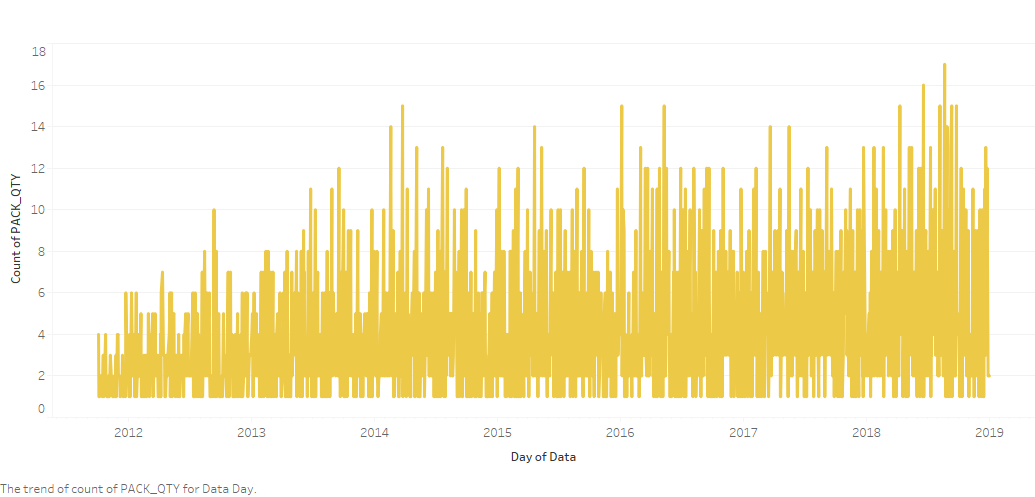 18
16
14
12
10
8
6
4
2
0
Count of PACK_QTY
2012 2013 2014 2015 2016 2017 2018 2019
Day of Data
The trend of count of PACK_QTY for Data Day.